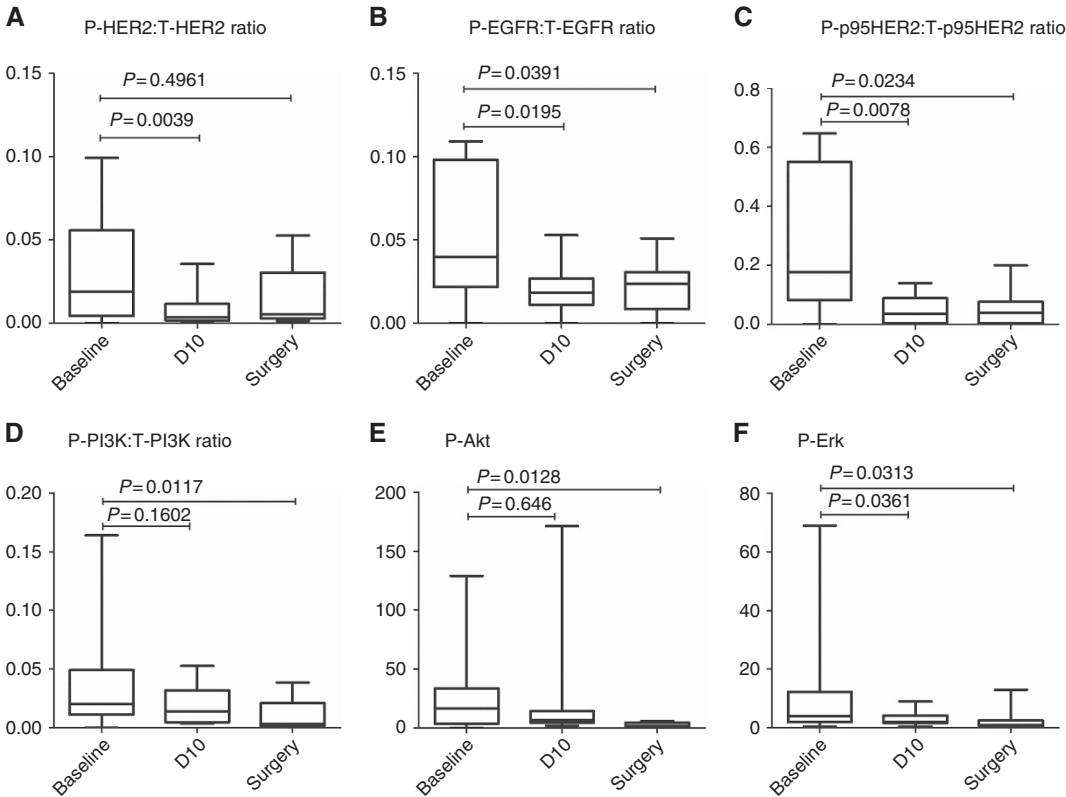 A
P-HER2:T-HER2 ratio
0.15
0.10
0.05
0.00
P=0.4961
P=0.0039
Baseline
D10
Surgery
B
P-EGFR:T-EGFR ratio
0.15
0.10
0.05
0.00
P=0.0391
P=0.0195
Baseline
D10
Surgery
C
P-p95HER2:T-p95HER2 ratio
0.8
0.6
0.4
0.2
0.0
P=0.0234
P=0.0078
Baseline
D10
Surgery
D
P-PI3K:T-PI3K ratio
0.20
0.15
0.10
0.05
0.00
P=0.0117
P=0.1602
Baseline
D10
Surgery
E
P-Akt
200
150
100
50
0
P=0.0128
P=0.646
Baseline
D10
Surgery
F
P-Erk
80
60
40
20
0
P=0.0313
P=0.0361
Baseline
D10
Surgery